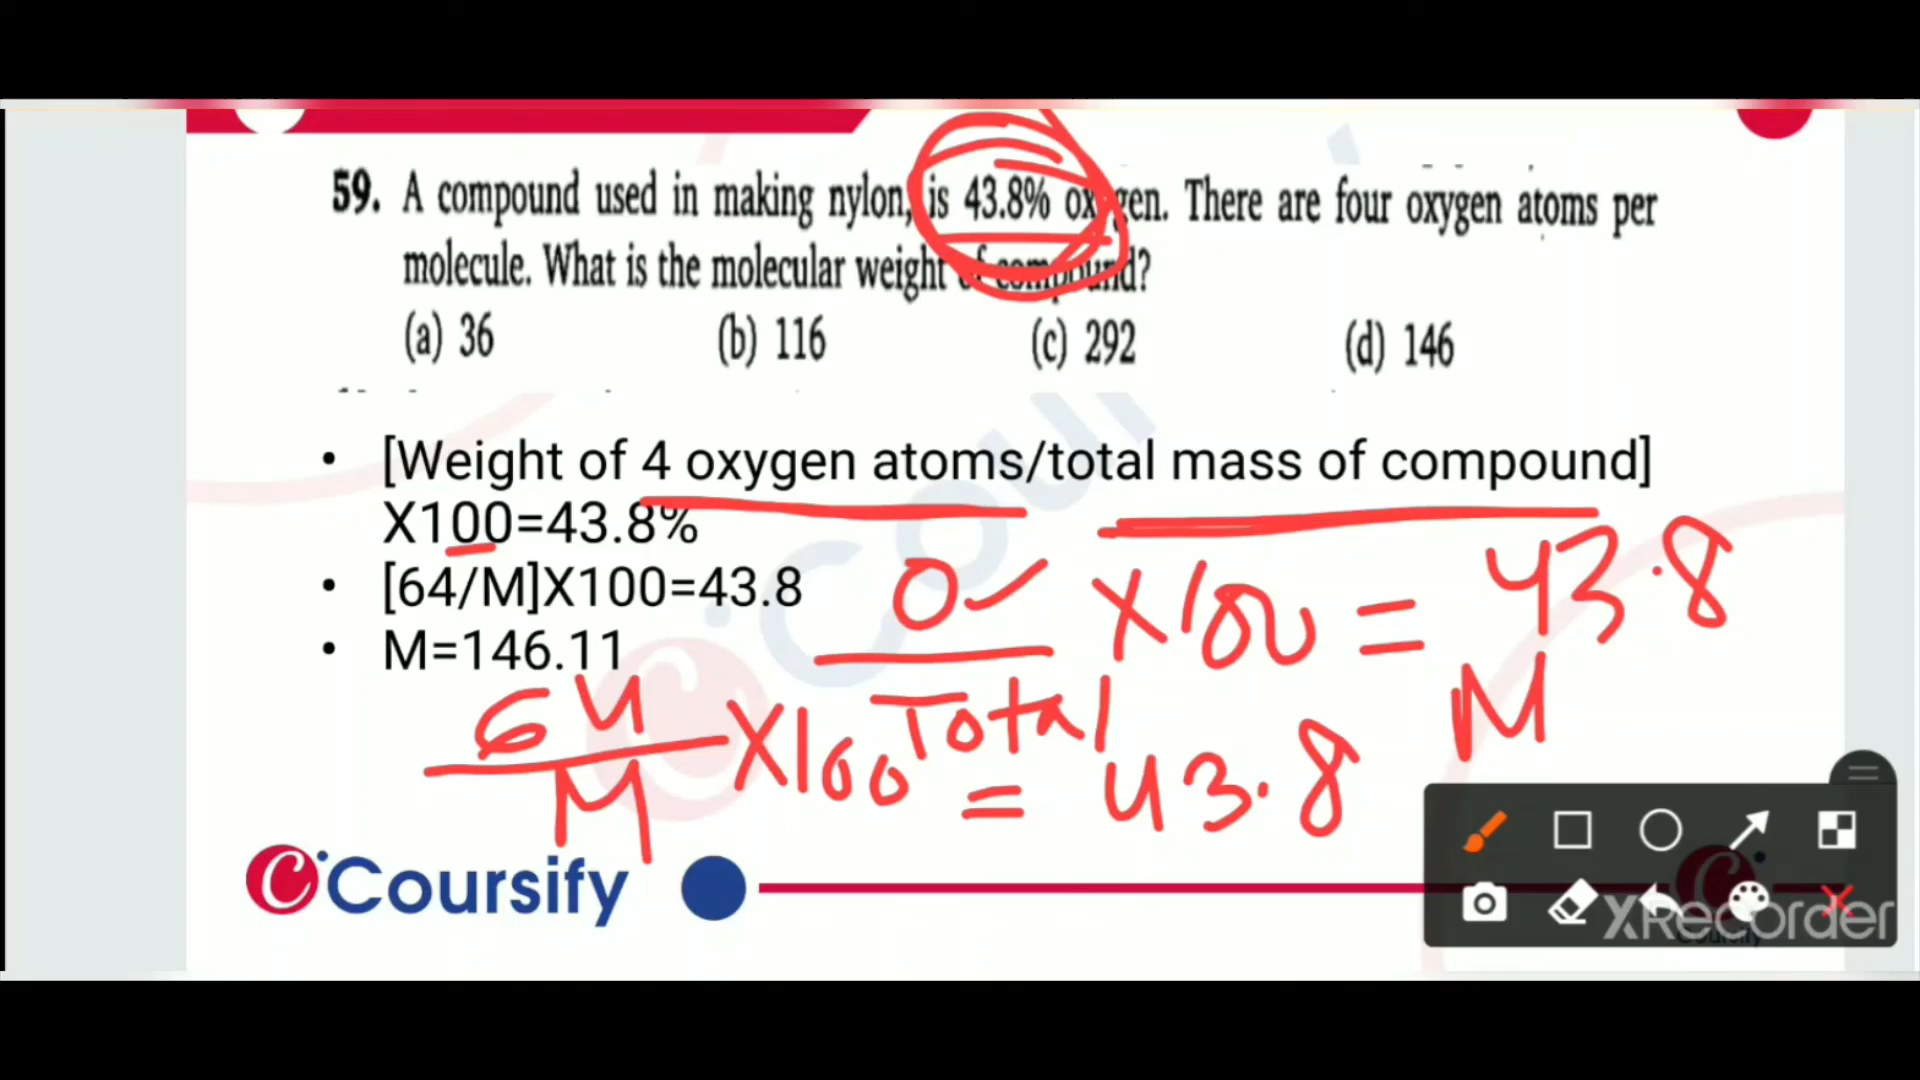 59. A compound used in making nylon, is 43.8% oxygen. There are four oxygen atoms per
molecule. What is the molecular weight of compound?
(a) 36 (b) 116 (c) 292 (d) 146
• [Weight of 4 oxygen atoms/total mass of compound]
X100=43.8%
• [64/M]X100=43.8
• M=146.11
O
Total
X100 = 43.8
M
64
M
X100 = 43.8
Coursify
XRecorder